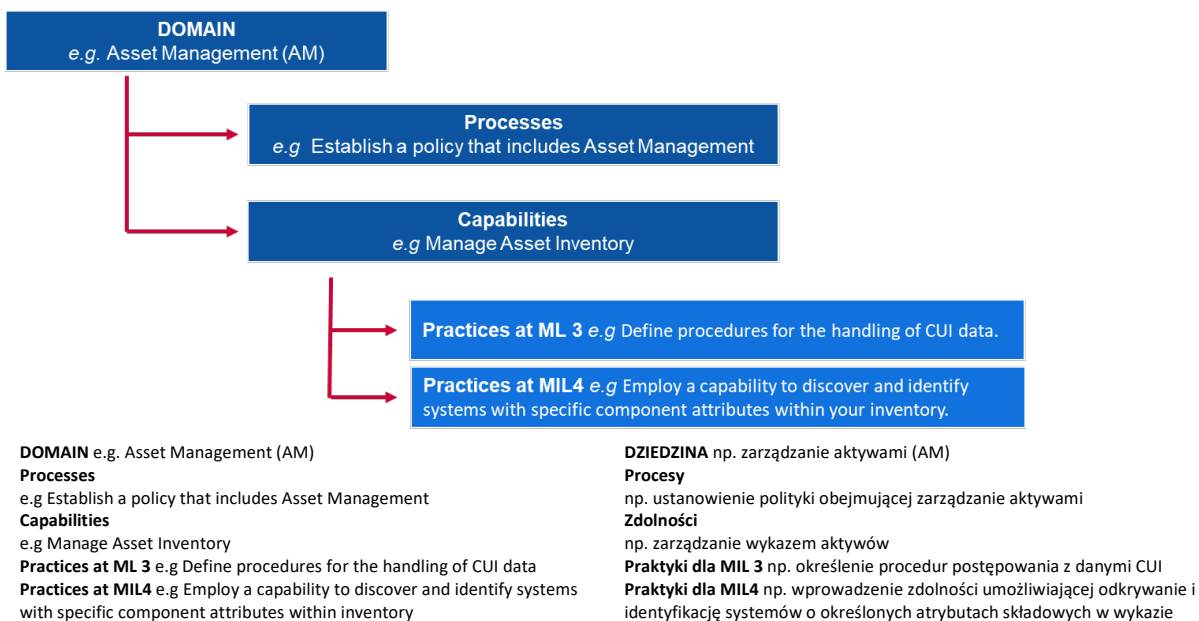 DOMAIN
e.g. Asset Management (AM)
Processes
e.g Establish a policy that includes Asset Management
Capabilities
e.g Manage Asset Inventory
Practices at ML 3 e.g Define procedures for the handling of CUI data.
Practices at MIL4 e.g Employ a capability to discover and identify
systems with specific component attributes within your inventory.
DOMAIN e.g. Asset Management (AM)
Processes
e.g Establish a policy that includes Asset Management
Capabilities
e.g Manage Asset Inventory
Practices at ML 3 e.g Define procedures for the handling of CUI data
Practices at MIL4 e.g Employ a capability to discover and identify systems
with specific component attributes within inventory
DZIEDZINA np. zarządzanie aktywami (AM)
Procesy
np. ustanowienie polityki obejmującej zarządzanie aktywami
Zdolności
np. zarządzanie wykazem aktywów
Praktyki dla MIL 3 np. określenie procedur postępowania z danymi CUI
Praktyki dla MIL4 np. wprowadzenie zdolności umożliwiającej odkrywanie i
identyfikację systemów o określonych atrybutach składowych w wykazie